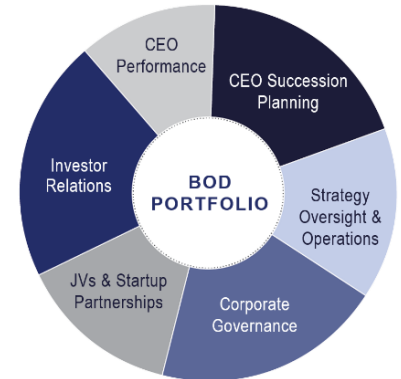 CEO
Performance
CEO Succession
Planning
Investor
Relations
BOD
PORTFOLIO
Strategy
Oversight &
Operations
JVs & Startup
Partnerships
Corporate
Governance